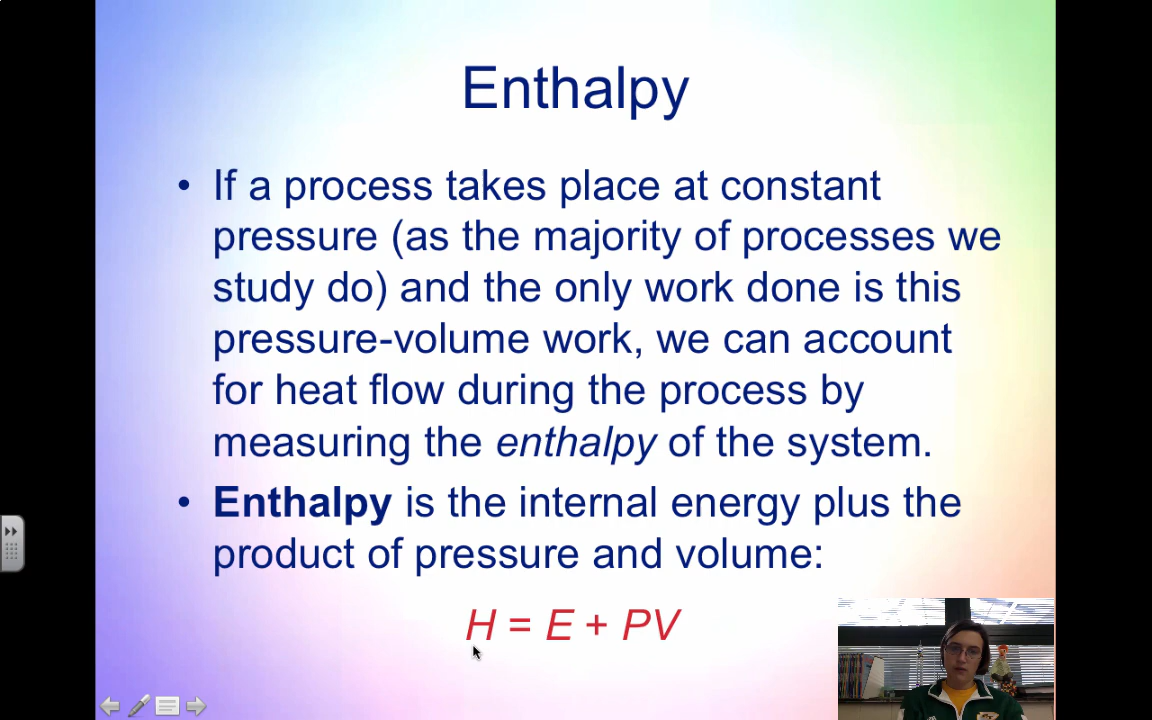 Enthalpy
• If a process takes place at constant
pressure (as the majority of processes we
study do) and the only work done is this
pressure-volume work, we can account
for heat flow during the process by
measuring the enthalpy of the system.
• Enthalpy is the internal energy plus the
product of pressure and volume:
H = E + PV